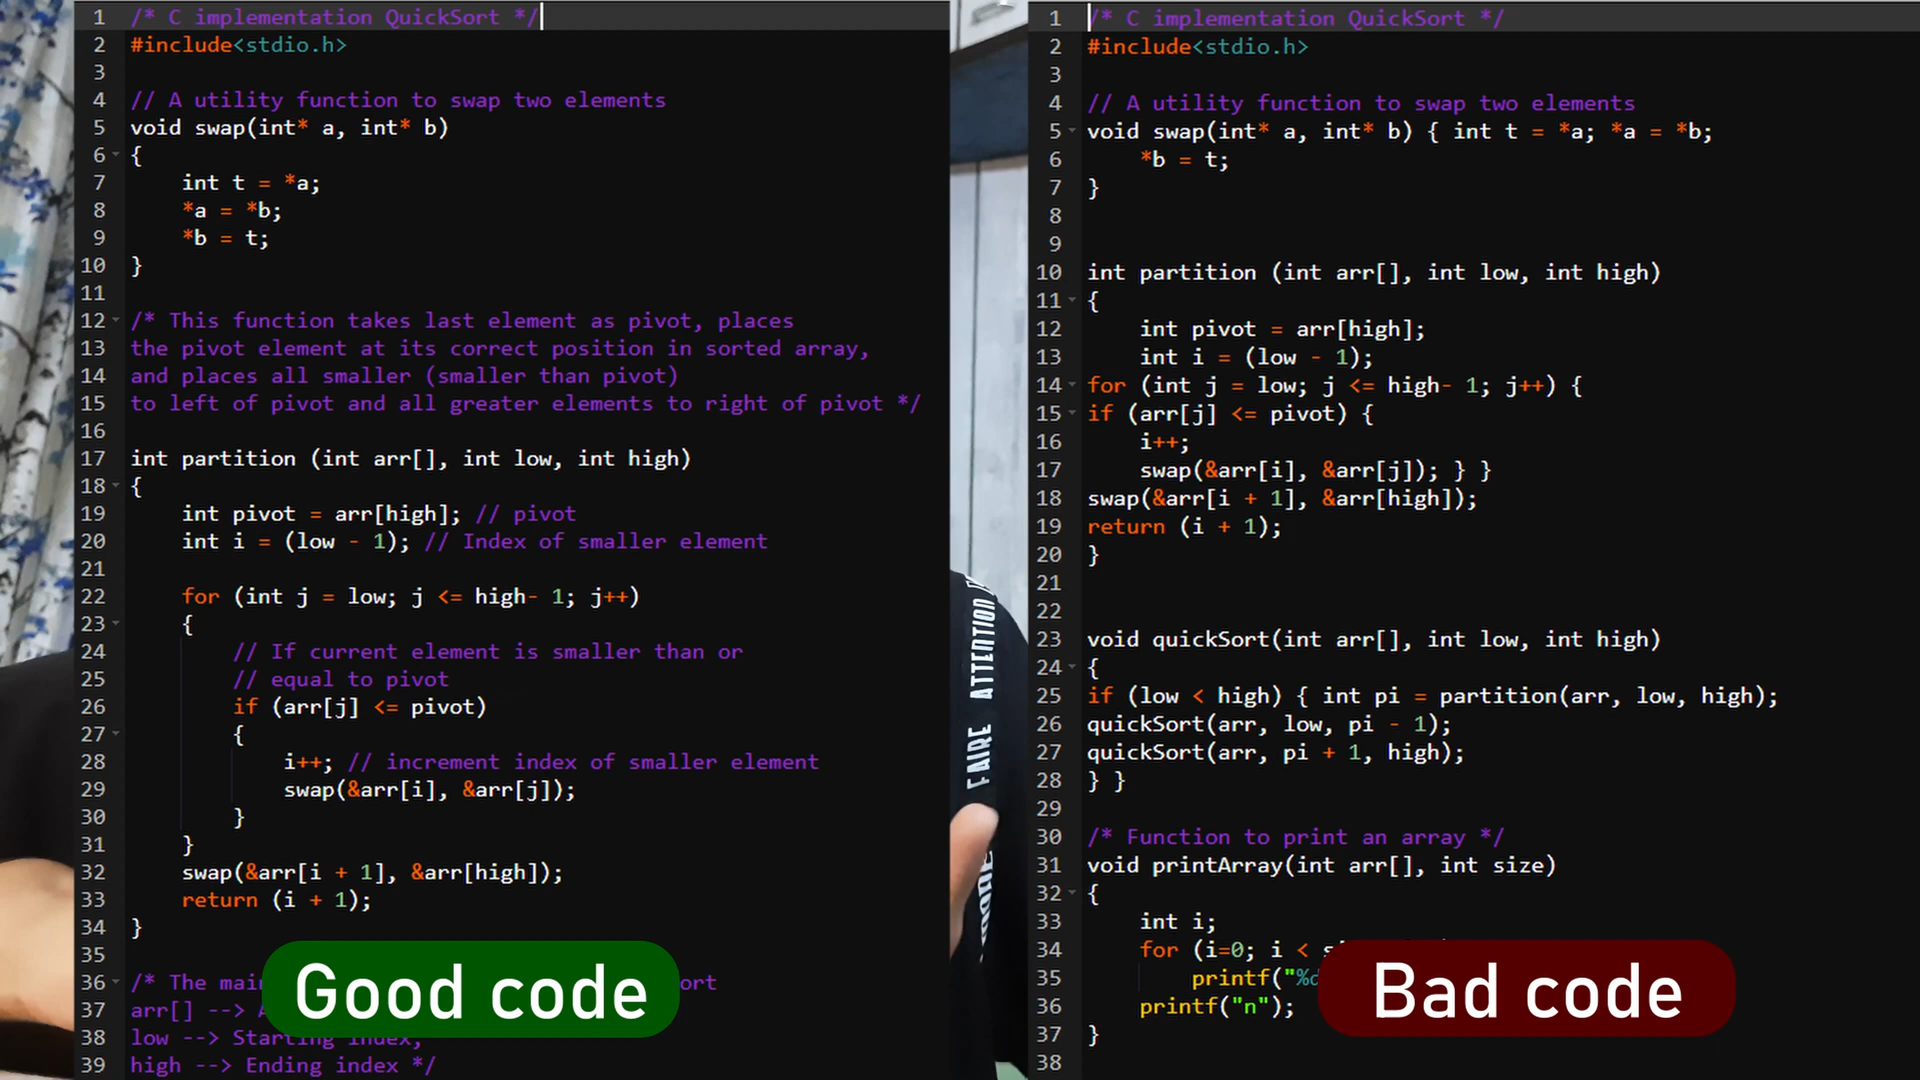 1 /* C implementation QuickSort */
2 #include<stdio.h>
3
4 // A utility function to swap two elements
5 void swap(int* a, int* b)
6 {
7 int t = *a;
8 *a = *b;
9 *b = t;
10 }
11
12 /* This function takes last element as pivot, places
13 the pivot element at its correct position in sorted array,
14 and places all smaller (smaller than pivot)
15 to left of pivot and all greater elements to right of pivot */
16
17 int partition (int arr[], int low, int high)
18 {
19 int pivot = arr[high]; // pivot
20 int i = (low - 1); // Index of smaller element
21
22 for (int j = low; j <= high- 1; j++)
23 {
24 // If current element is smaller than or
25 // equal to pivot
26 if (arr[j] <= pivot)
27 {
28 i++; // increment index of smaller element
29 swap(&arr[i], &arr[j]);
30 }
31 }
32 swap(&arr[i + 1], &arr[high]);
33 return (i + 1);
34 }
35
36 /* The
37 arr[] -->
38 low --> Starting index,
39 high --> Ending index */
Good code
ATTENTION
FAIRE
1 /* C implementation QuickSort */
2 #include<stdio.h>
3
4 // A utility function to swap two elements
5 void swap(int* a, int* b) { int t = *a; *a = *b;
6 *b = t;
7 }
8
9
10 int partition (int arr[], int low, int high)
11 {
12 int pivot = arr[high];
13 int i = (low - 1);
14 for (int j = low; j <= high- 1; j++) {
15 if (arr[j] <= pivot) {
16 i++;
17 swap(&arr[i], &arr[j]); } }
18 swap(&arr[i + 1], &arr[high]);
19 return (i + 1);
20 }
21
22
23 void quickSort(int arr[], int low, int high)
24 {
25 if (low < high) { int pi = partition(arr, low, high);
26 quickSort(arr, low, pi - 1);
27 quickSort(arr, pi + 1, high);
28 } }
29
30 /* Function to print an array */
31 void printArray(int arr[], int size)
32 {
33 int i;
34 for (i=0; i <
35 printf("%d
36 printf("n");
37 }
38
Bad code